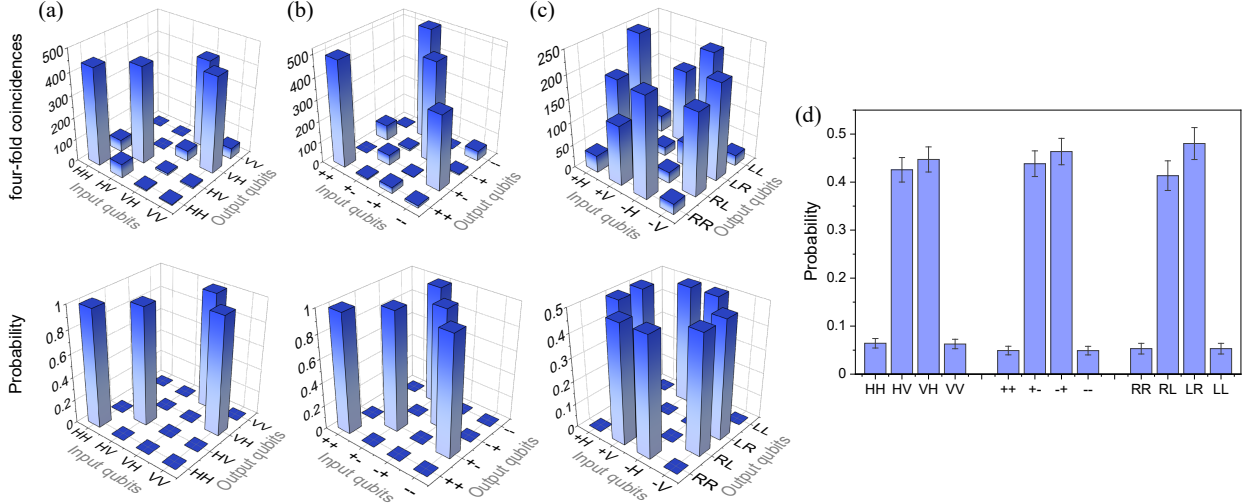 (a)
(b)
(c)
(d)
four-fold coincidences
500
400
300
200
100
0
HH
HV
VH
VV
Input qubits
HH
HV
VH
VV
Output qubits
500
400
300
200
100
0
++
+-
-+
--
Input qubits
++
+-
-+
--
Output qubits
250
200
150
100
50
0
+H
+V
-H
-V
Input qubits
RR
RL
LR
LL
Output qubits
Probability
1
0.8
0.6
0.4
0.2
0
HH
HV
VH
VV
Input qubits
HH
HV
VH
VV
Output qubits
1
0.8
0.6
0.4
0.2
0
++
+-
-+
--
Input qubits
++
+-
-+
--
Output qubits
0.5
0.4
0.3
0.2
0.1
0
+H
+V
-H
-V
Input qubits
RR
RL
LR
LL
Output qubits
Probability
0.5
0.4
0.3
0.2
0.1
0
HH HV VH VV ++ +- -+ -- RR RL LR LL